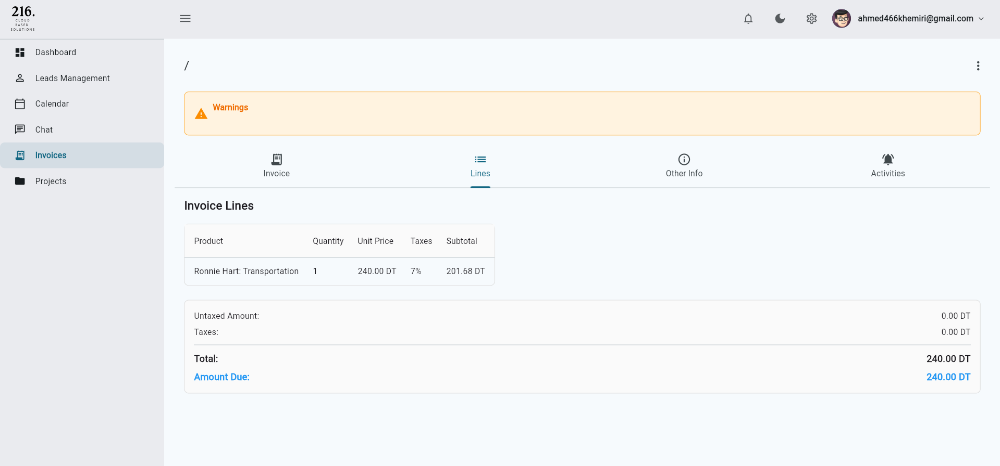 216.
CLOUD
BASED
SOLUTIONS
ahmed466khemiri@gmail.com
Dashboard
Leads Management
Calendar
Chat
Invoices
Projects
/
Warnings
Invoice
Lines
Other Info
Activities
Invoice Lines
Product Quantity Unit Price Taxes Subtotal
Ronnie Hart: Transportation 1 240.00 DT 7% 201.68 DT
Untaxed Amount: 0.00 DT
Taxes: 0.00 DT
Total: 240.00 DT
Amount Due: 240.00 DT